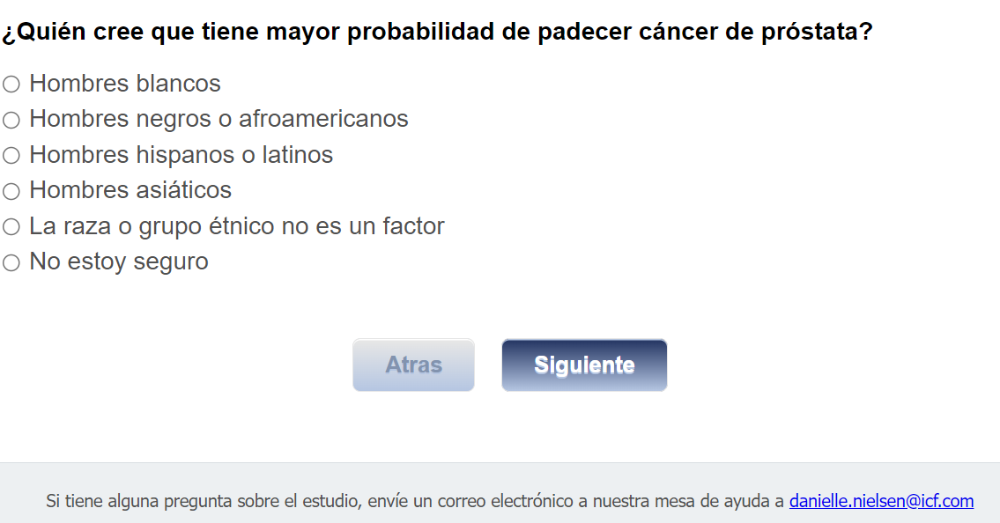 ¿Quién cree que tiene mayor probabilidad de padecer cáncer de próstata?
Hombres blancos
Hombres negros o afroamericanos
Hombres hispanos o latinos
Hombres asiáticos
La raza o grupo étnico no es un factor
No estoy seguro
Atras
Siguiente
Si tiene alguna pregunta sobre el estudio, envíe un correo electrónico a nuestra mesa de ayuda a danielle.nielsen@icf.com